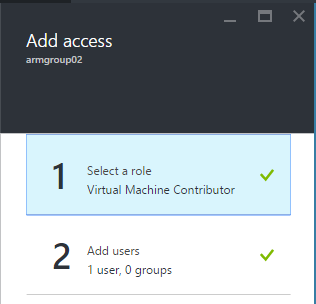 Add access
armgroup02
1
Select a role
Virtual Machine Contributor
2
Add users
1 user, 0 groups